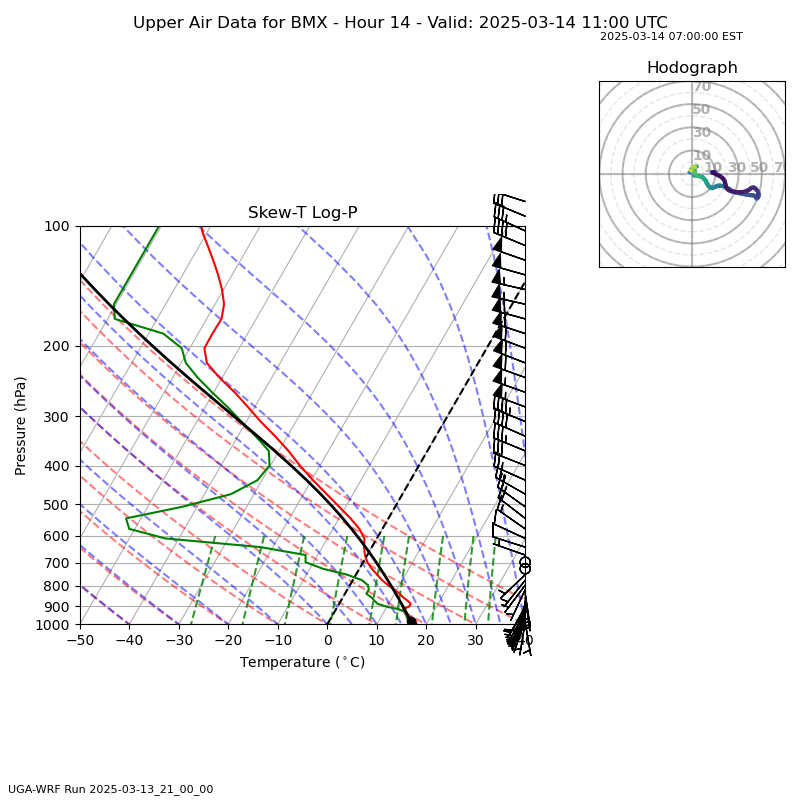 Upper Air Data for BMX - Hour 14 - Valid: 2025-03-14 11:00 UTC
2025-03-14 07:00:00 EST
Hodograph
70
50
30
10
10 30 50 70
Skew-T Log-P
100
200
300
400
500
600
700
800
900
1000
Pressure (hPa)
−50 −40 −30 −20 −10 0 10 20 30 40
Temperature (°C)
UGA-WRF Run 2025-03-13_21_00_00